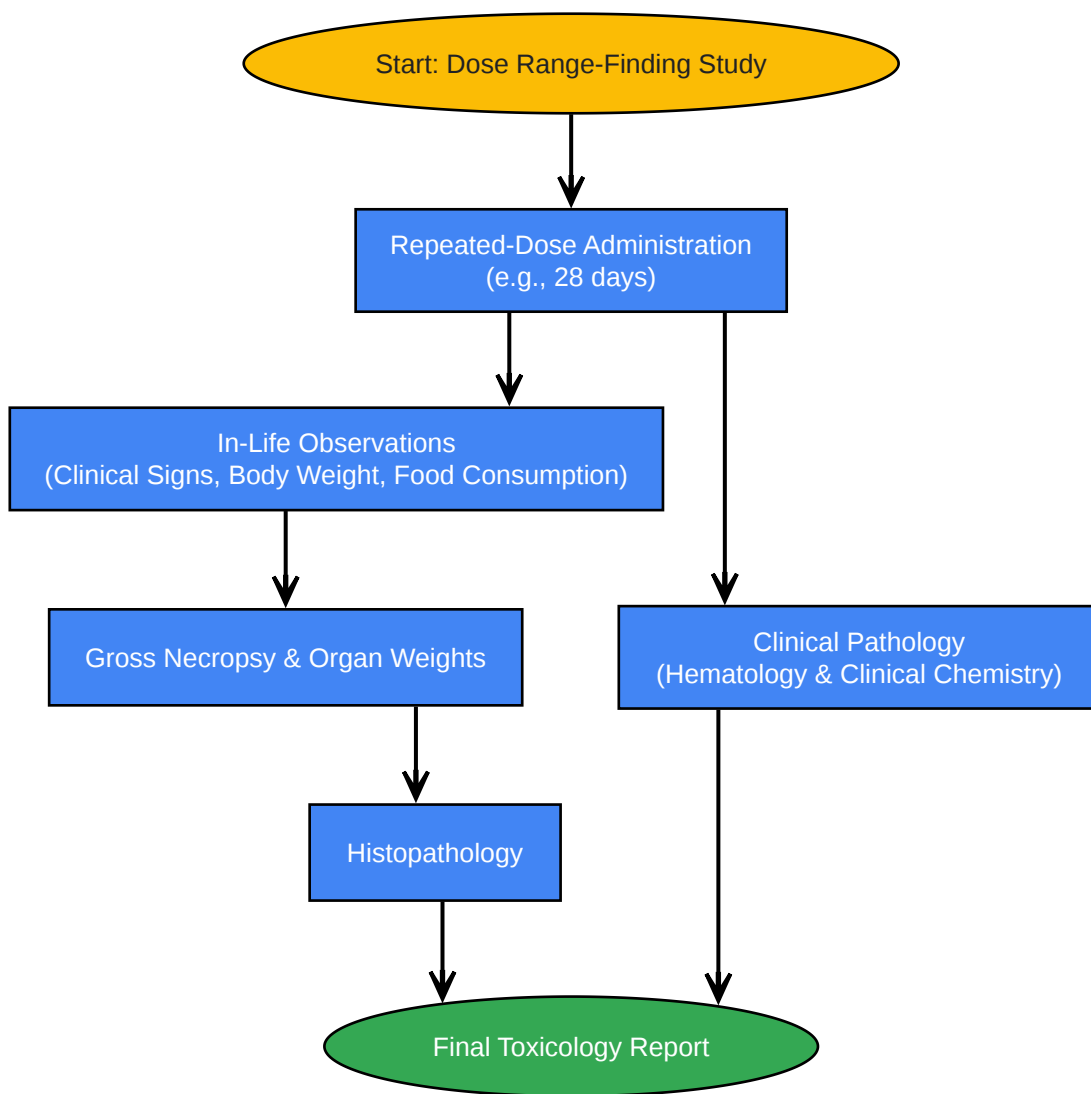 Start: Dose Range-Finding Study
Repeated-Dose Administration
(e.g., 28 days)
In-Life Observations
(Clinical Signs, Body Weight, Food Consumption)
Gross Necropsy & Organ Weights
Clinical Pathology
(Hematology & Clinical Chemistry)
Histopathology
Final Toxicology Report